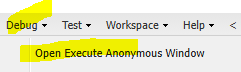 Debug Test Workspace Help <
Open Execute Anonymous Window